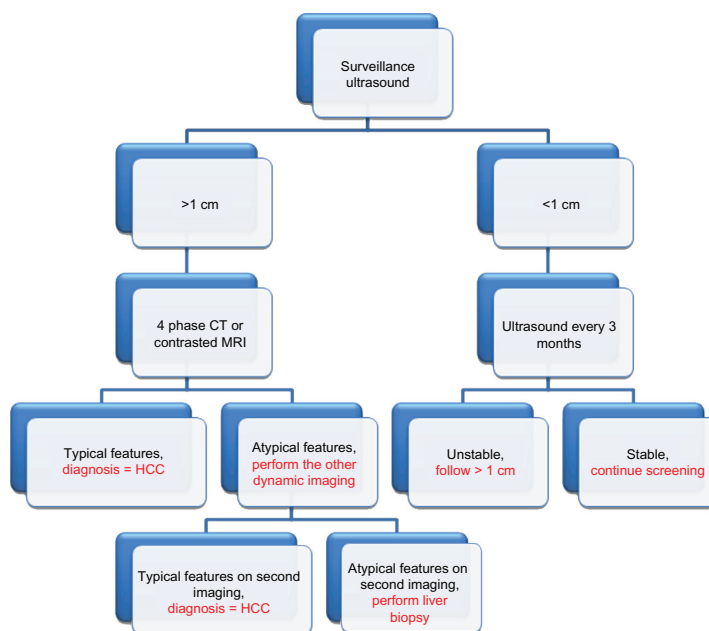 Surveillance
ultrasound
>1 cm
<1 cm
4 phase CT or
contrasted MRI
Ultrasound every 3
months
Typical features,
diagnosis = HCC
Atypical features,
perform the other
dynamic imaging
Unstable,
follow > 1 cm
Stable,
continue screening
Typical features on second
imaging,
diagnosis = HCC
Atypical features on
second imaging,
perform liver
biopsy